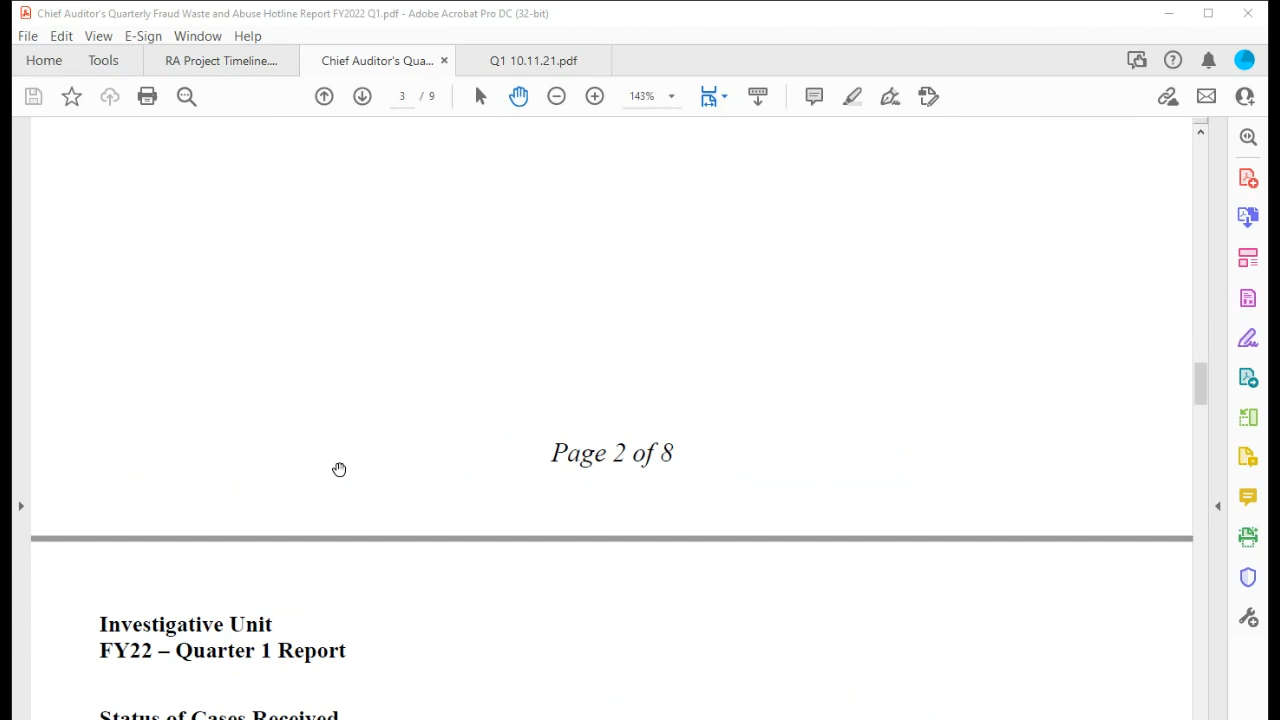 Chief Auditor's Quarterly Fraud Waste and Abuse Hotline Report FY2022 Q1.pdf - Adobe Acrobat Pro DC (32-bit)
File Edit View E-Sign Window Help
Home Tools RA Project Timeline.... Chief Auditor's Qua... × Q1 10.11.21.pdf
3 / 9 143%
Page 2 of 8
Investigative Unit
FY22 – Quarter 1 Report
Status of Cases Received